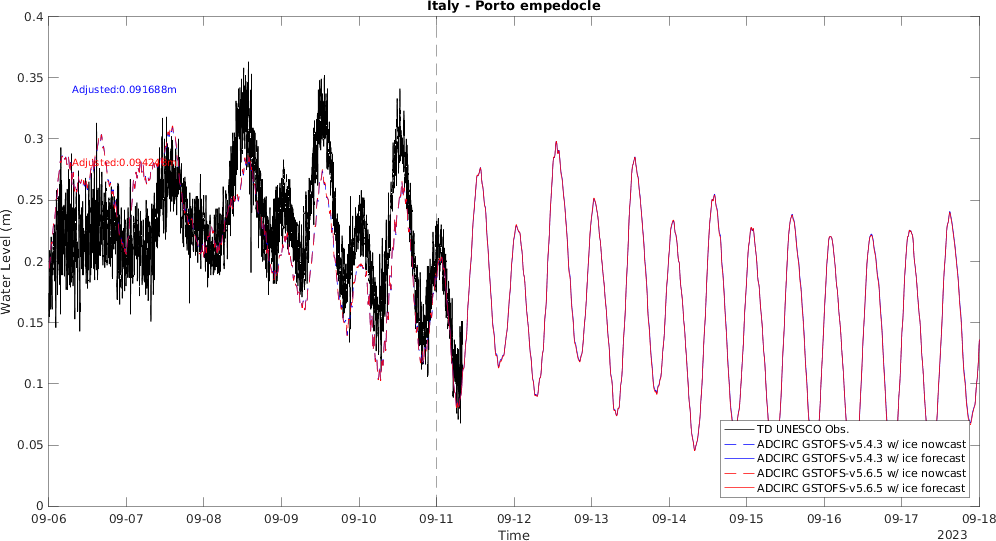 Italy - Porto empedocle
Water Level (m)
0.4
0.35
0.3
0.25
0.2
0.15
0.1
0.05
0
Adjusted:0.091688m
TD UNESCO Obs.
ADCIRC GSTOFS-v5.4.3 w/ ice nowcast
ADCIRC GSTOFS-v5.4.3 w/ ice forecast
ADCIRC GSTOFS-v5.6.5 w/ ice nowcast
ADCIRC GSTOFS-v5.6.5 w/ ice forecast
09-06 09-07 09-08 09-09 09-10 09-11 09-12 09-13 09-14 09-15 09-16 09-17 09-18
Time
2023